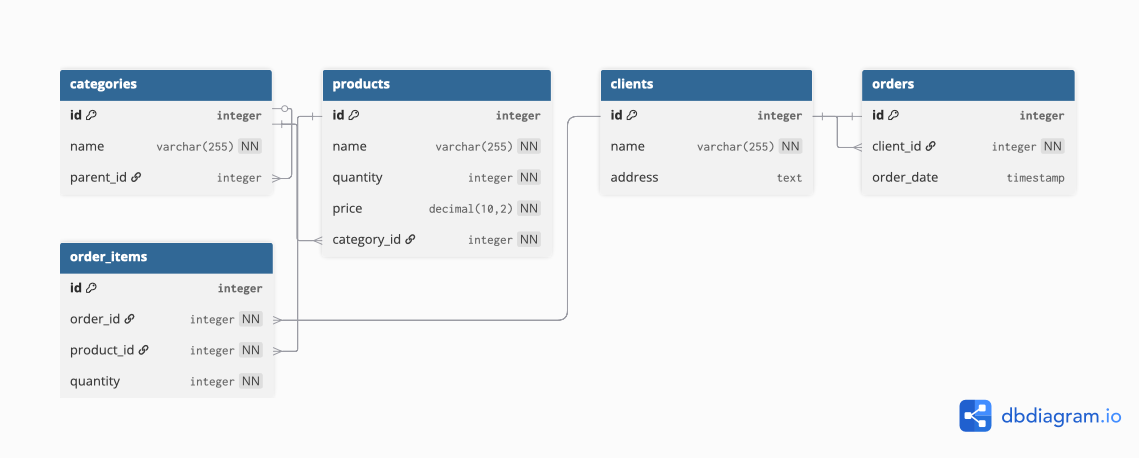 categories
id integer
name varchar(255) NN
parent_id integer
products
id integer
name varchar(255) NN
quantity integer NN
price decimal(10,2) NN
category_id integer NN
clients
id integer
name varchar(255) NN
address text
orders
id integer
client_id integer NN
order_date timestamp
order_items
id integer
order_id integer NN
product_id integer NN
quantity integer NN
dbdiagram.io